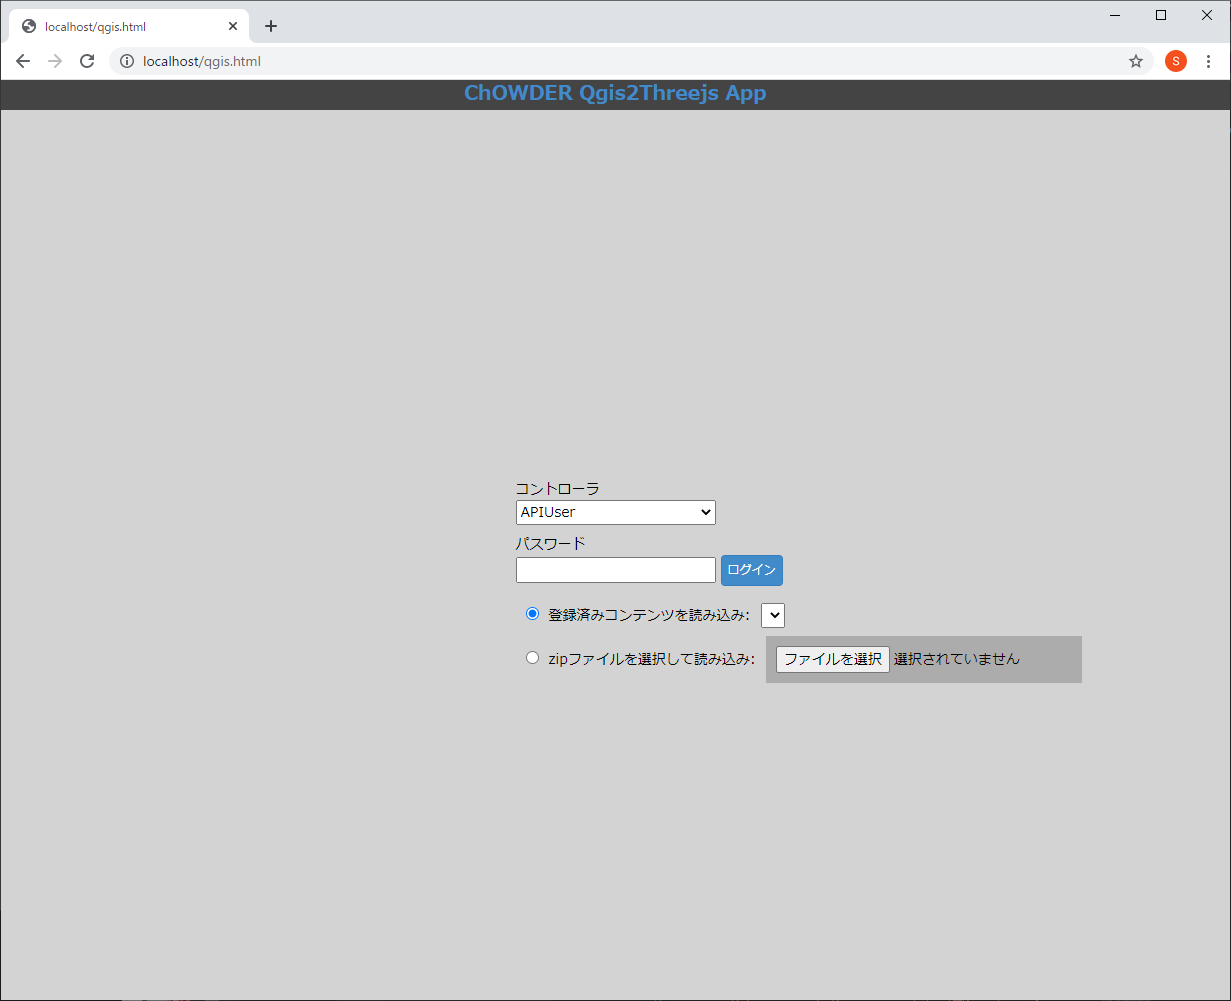 localhost/qgis.html
localhost/qgis.html
S
ChOWDER Qgis2Threejs App
コントローラ
APIUser
パスワード
ログイン
登録済みコンテンツを読み込み:
zipファイルを選択して読み込み: ファイルを選択 選択されていません